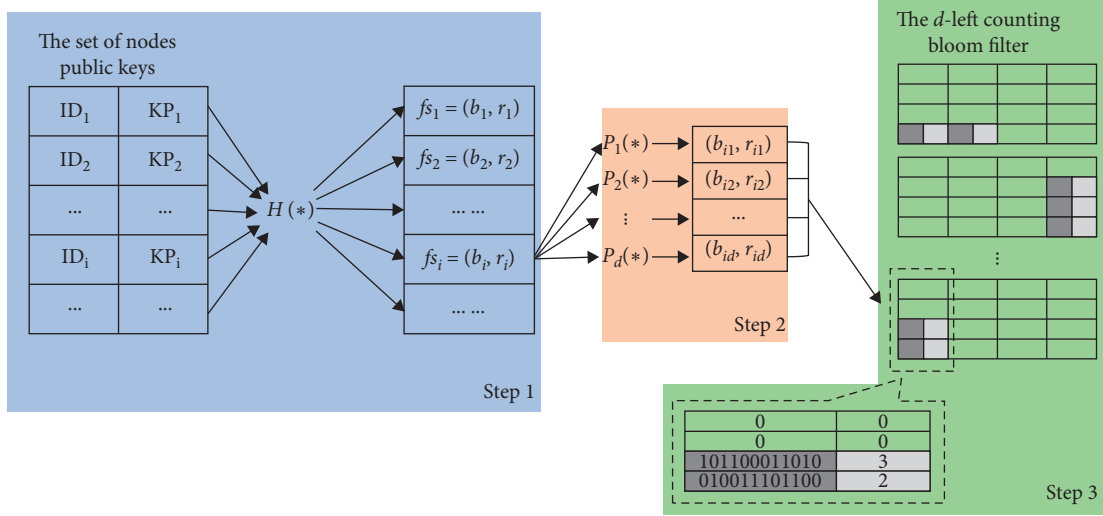 The set of nodes
public keys
ID1 KP1
ID2 KP2
... ...
IDi KPi
... ...
H (*)
fs1 = (b1, r1)
fs2 = (b2, r2)
... ...
fsi = (bi, ri)
... ...
Step 1
P1(*) (bi1, ri1)
P2(*) (bi2, ri2)
⋮ ...
Pd(*) (bid, rid)
Step 2
The d-left counting
bloom filter
⋮
0 0
0 0
101100011010 3
010011101100 2
Step 3